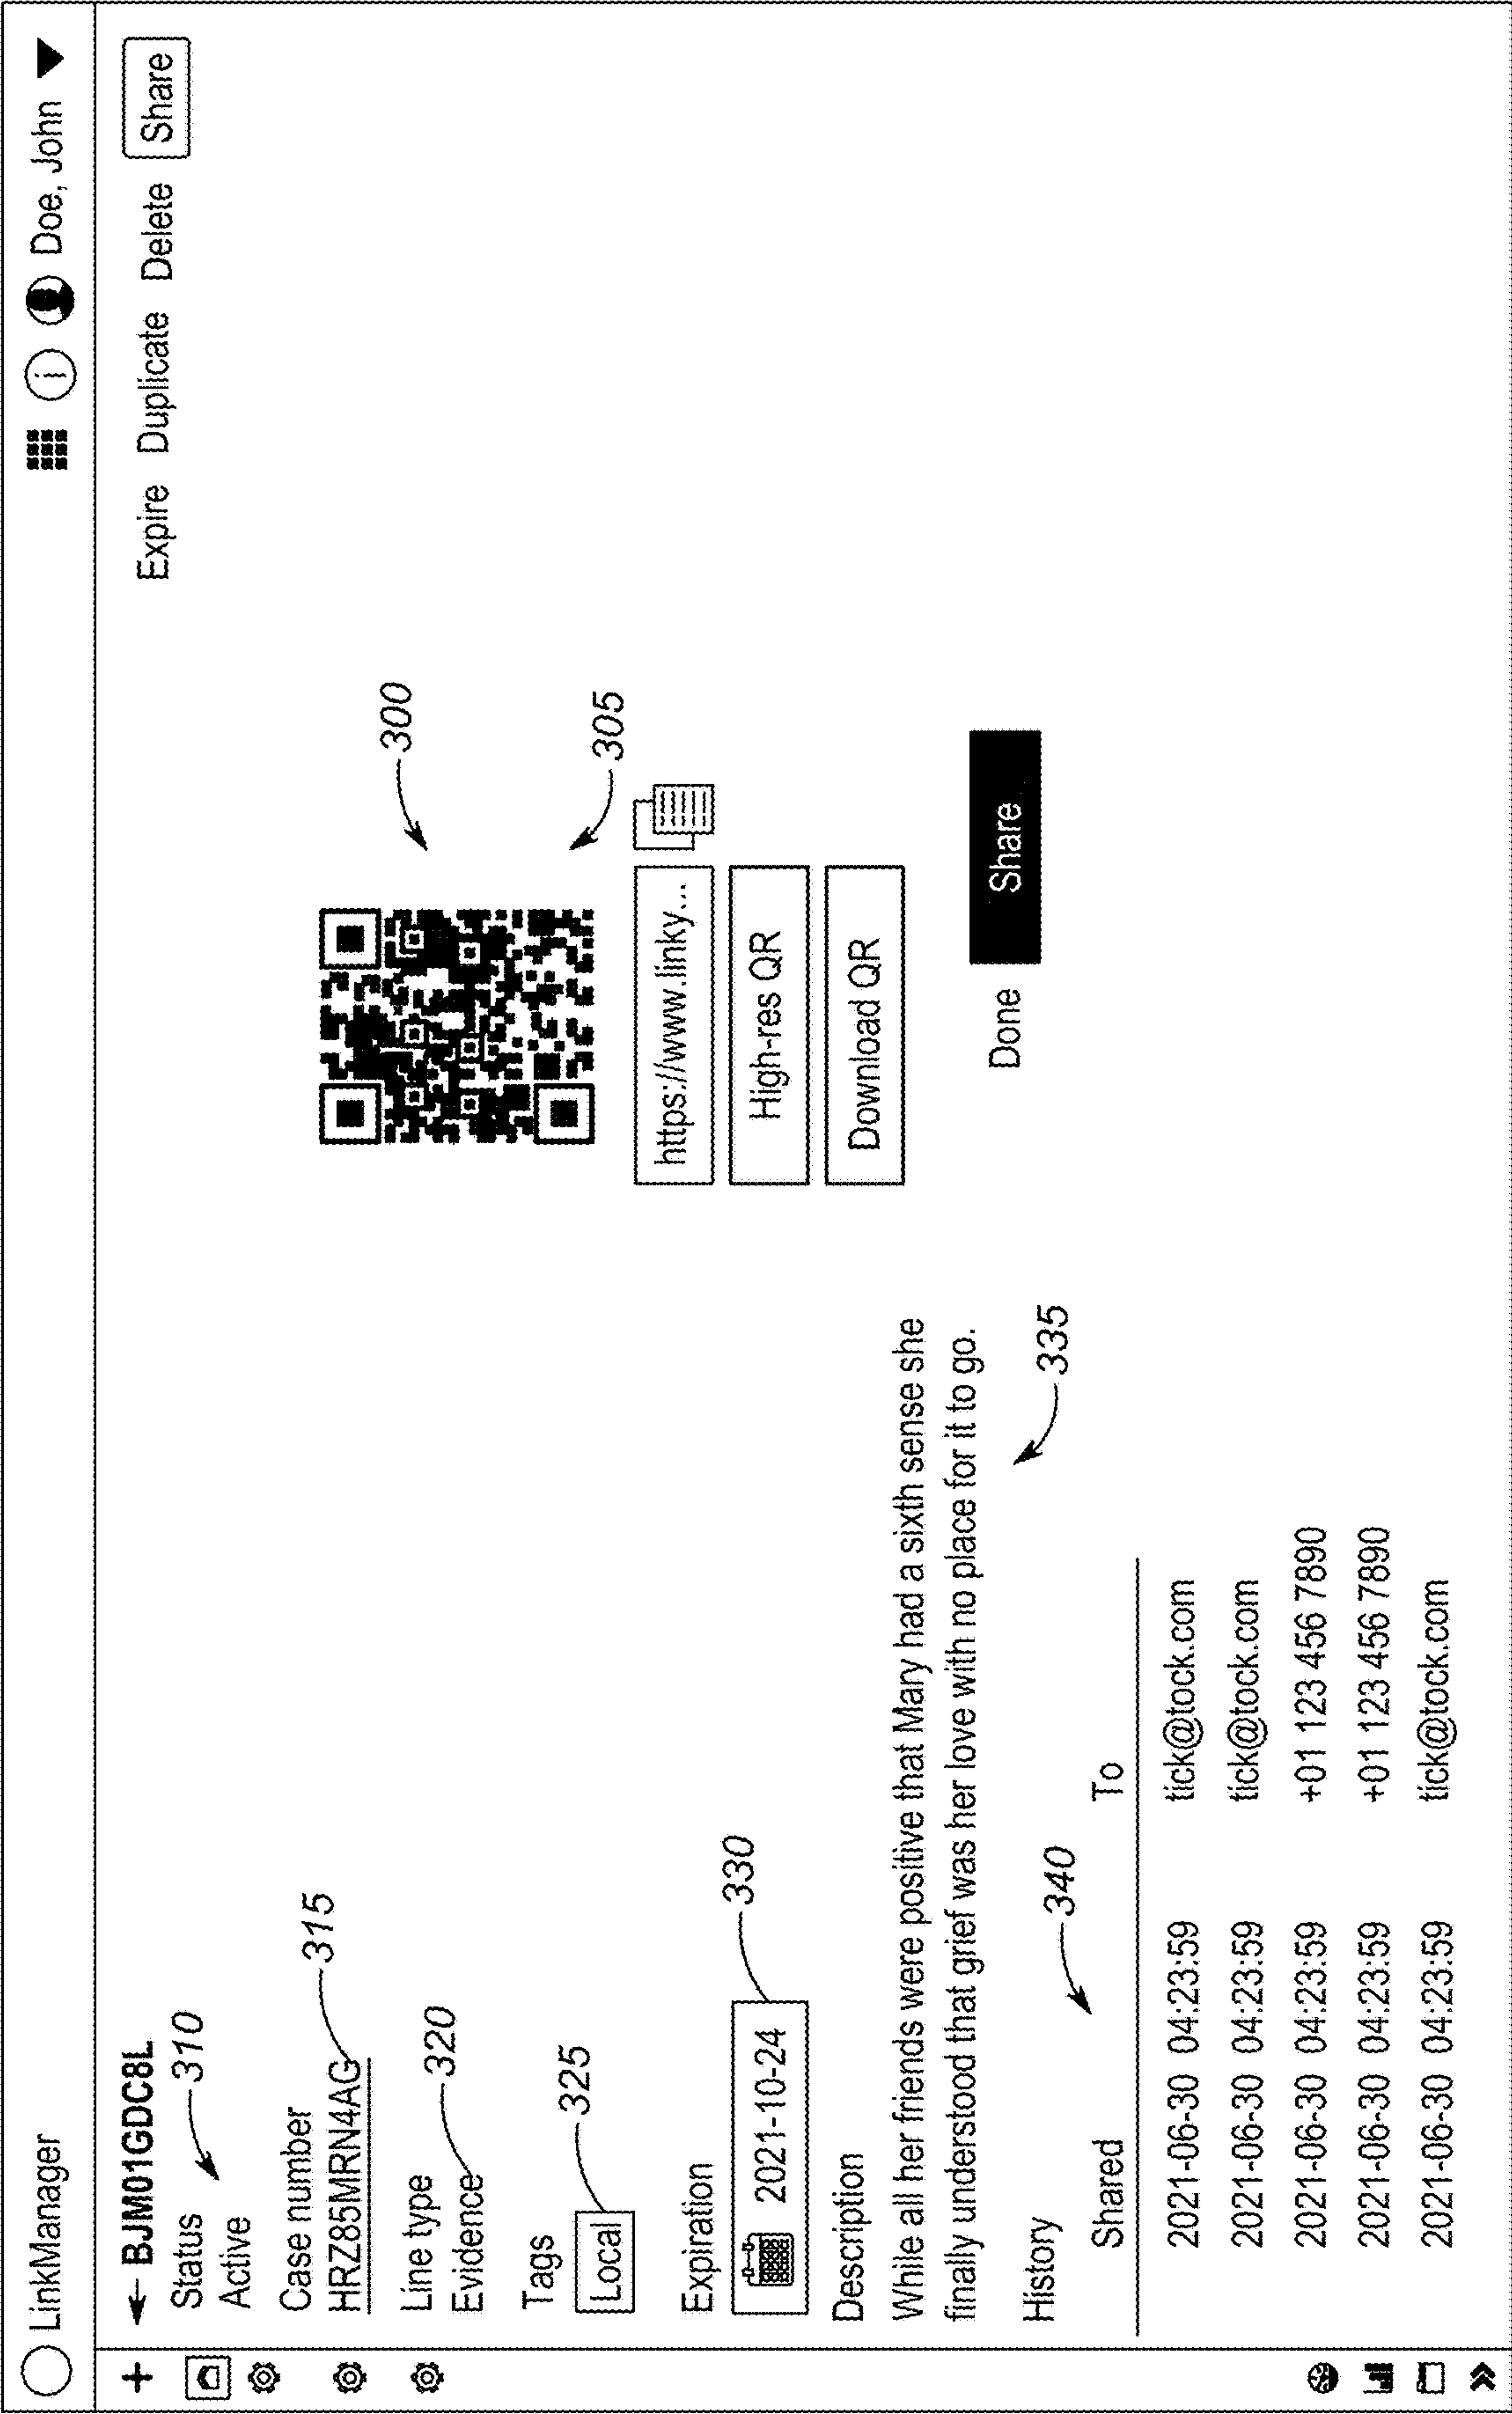 LinkManager
Doe, John
BJM01GDC8L
Expire Duplicate Delete Share
Status
Active
310
Case number
HRZ85MRN4AG
315
Line type
Evidence
320
Tags
Local
325
Expiration
2021-10-24
330
Description
While all her friends were positive that Mary had a sixth sense she
finally understood that grief was her love with no place for it to go.
335
History
340
Shared To
2021-06-30 04:23:59 tick@tock.com
2021-06-30 04:23:59 tick@tock.com
2021-06-30 04:23:59 +01 123 456 7890
2021-06-30 04:23:59 +01 123 456 7890
2021-06-30 04:23:59 tick@tock.com
300
305
https://www.linky...
High-res QR
Download QR
Done Share